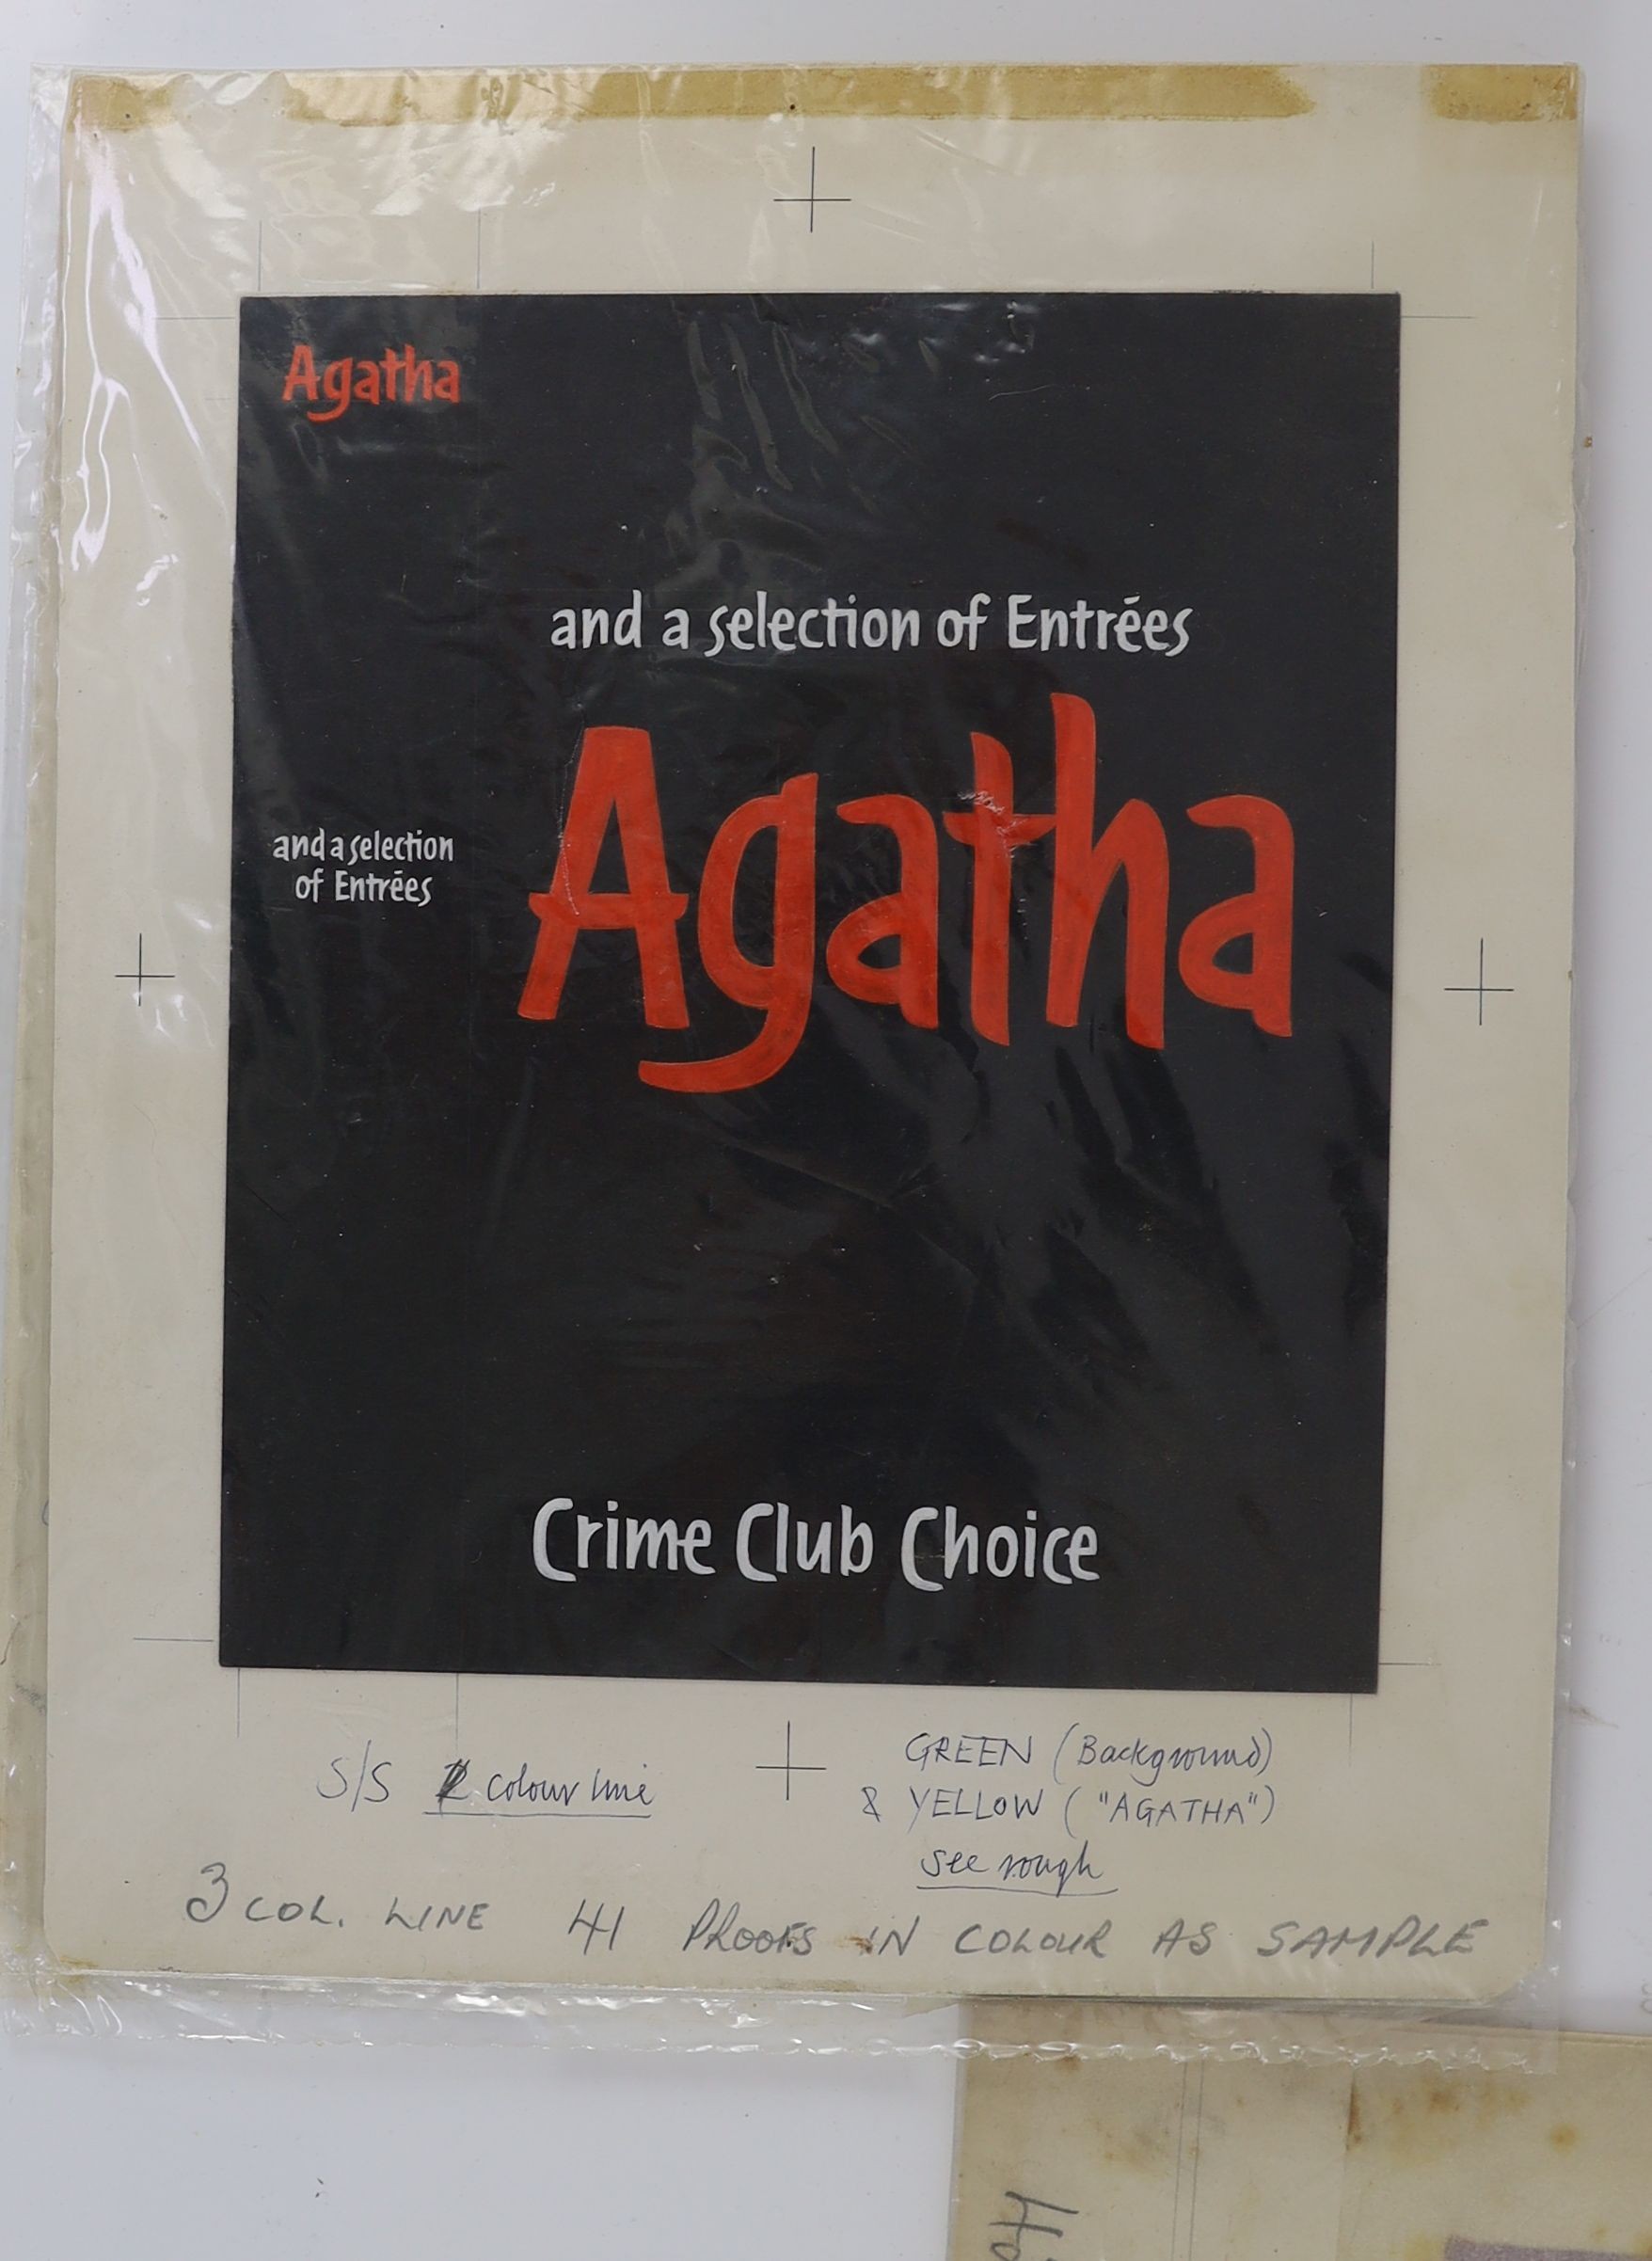 Agatha
and a selection of Entrées
Agatha
and a selection
of Entrées
Crime Club Choice
S/S colour line
GREEN (Background)
& YELLOW ("AGATHA")
see rough
3 COL. LINE 41 PROOFS IN COLOUR AS SAMPLE